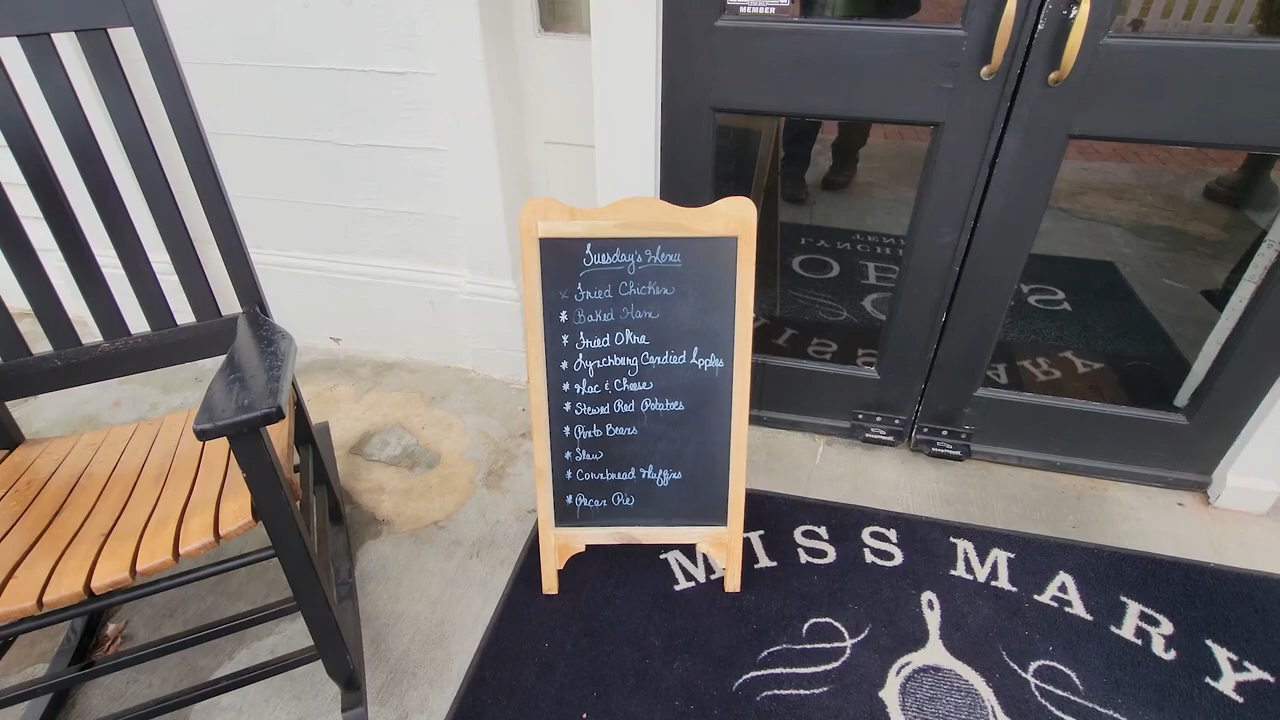 MEMBER
Tuesday's Menu
* Fried Chicken
* Baked Ham
* Fried Okra
* Lynchburg Candied Apples
* Mac & Cheese
* Stewed Red Potatoes
* Pinto Beans
* Slaw
* Cornbread Muffins
* Pecan Pie
MISS MARY